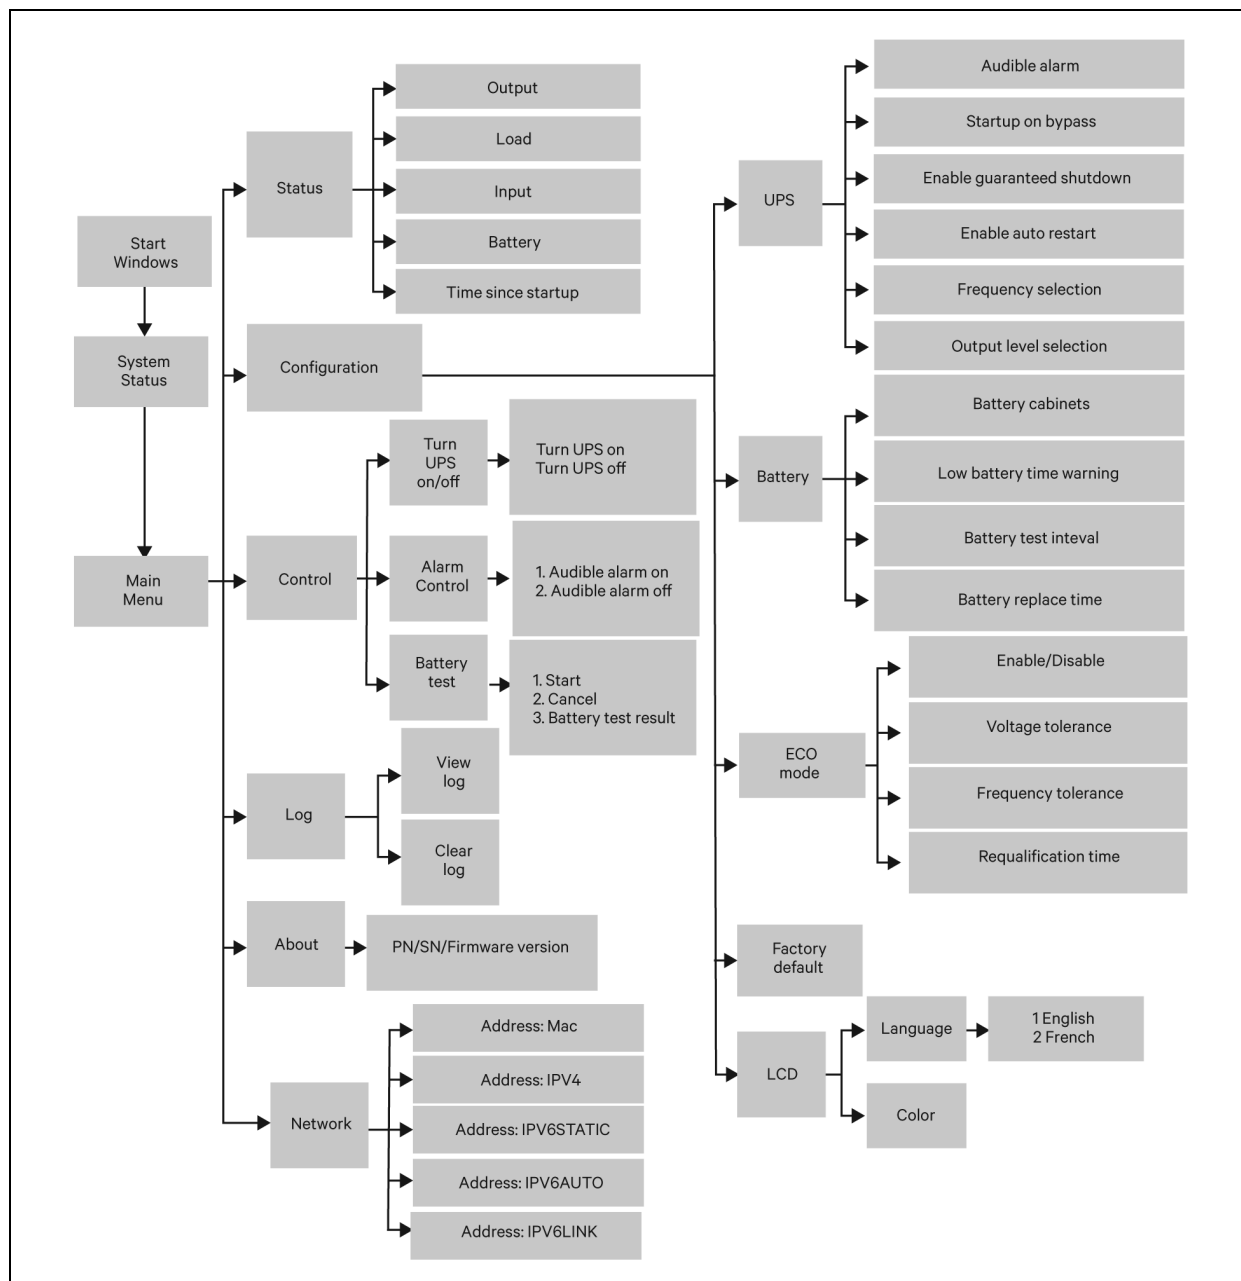 Start
Windows
System
Status
Main
Menu
Status
Output
Load
Input
Battery
Time since startup
Configuration
UPS
Audible alarm
Startup on bypass
Enable guaranteed shutdown
Enable auto restart
Frequency selection
Output level selection
Battery
Battery cabinets
Low battery time warning
Battery test inteval
Battery replace time
ECO
mode
Enable/Disable
Voltage tolerance
Frequency tolerance
Requalification time
Factory
default
LCD
Language
1 English
2 French
Color
Control
Turn
UPS
on/off
Turn UPS on
Turn UPS off
Alarm
Control
1. Audible alarm on
2. Audible alarm off
Battery
test
1. Start
2. Cancel
3. Battery test result
Log
View
log
Clear
log
About
PN/SN/Firmware version
Network
Address: Mac
Address: IPV4
Address: IPV6STATIC
Address: IPV6AUTO
Address: IPV6LINK